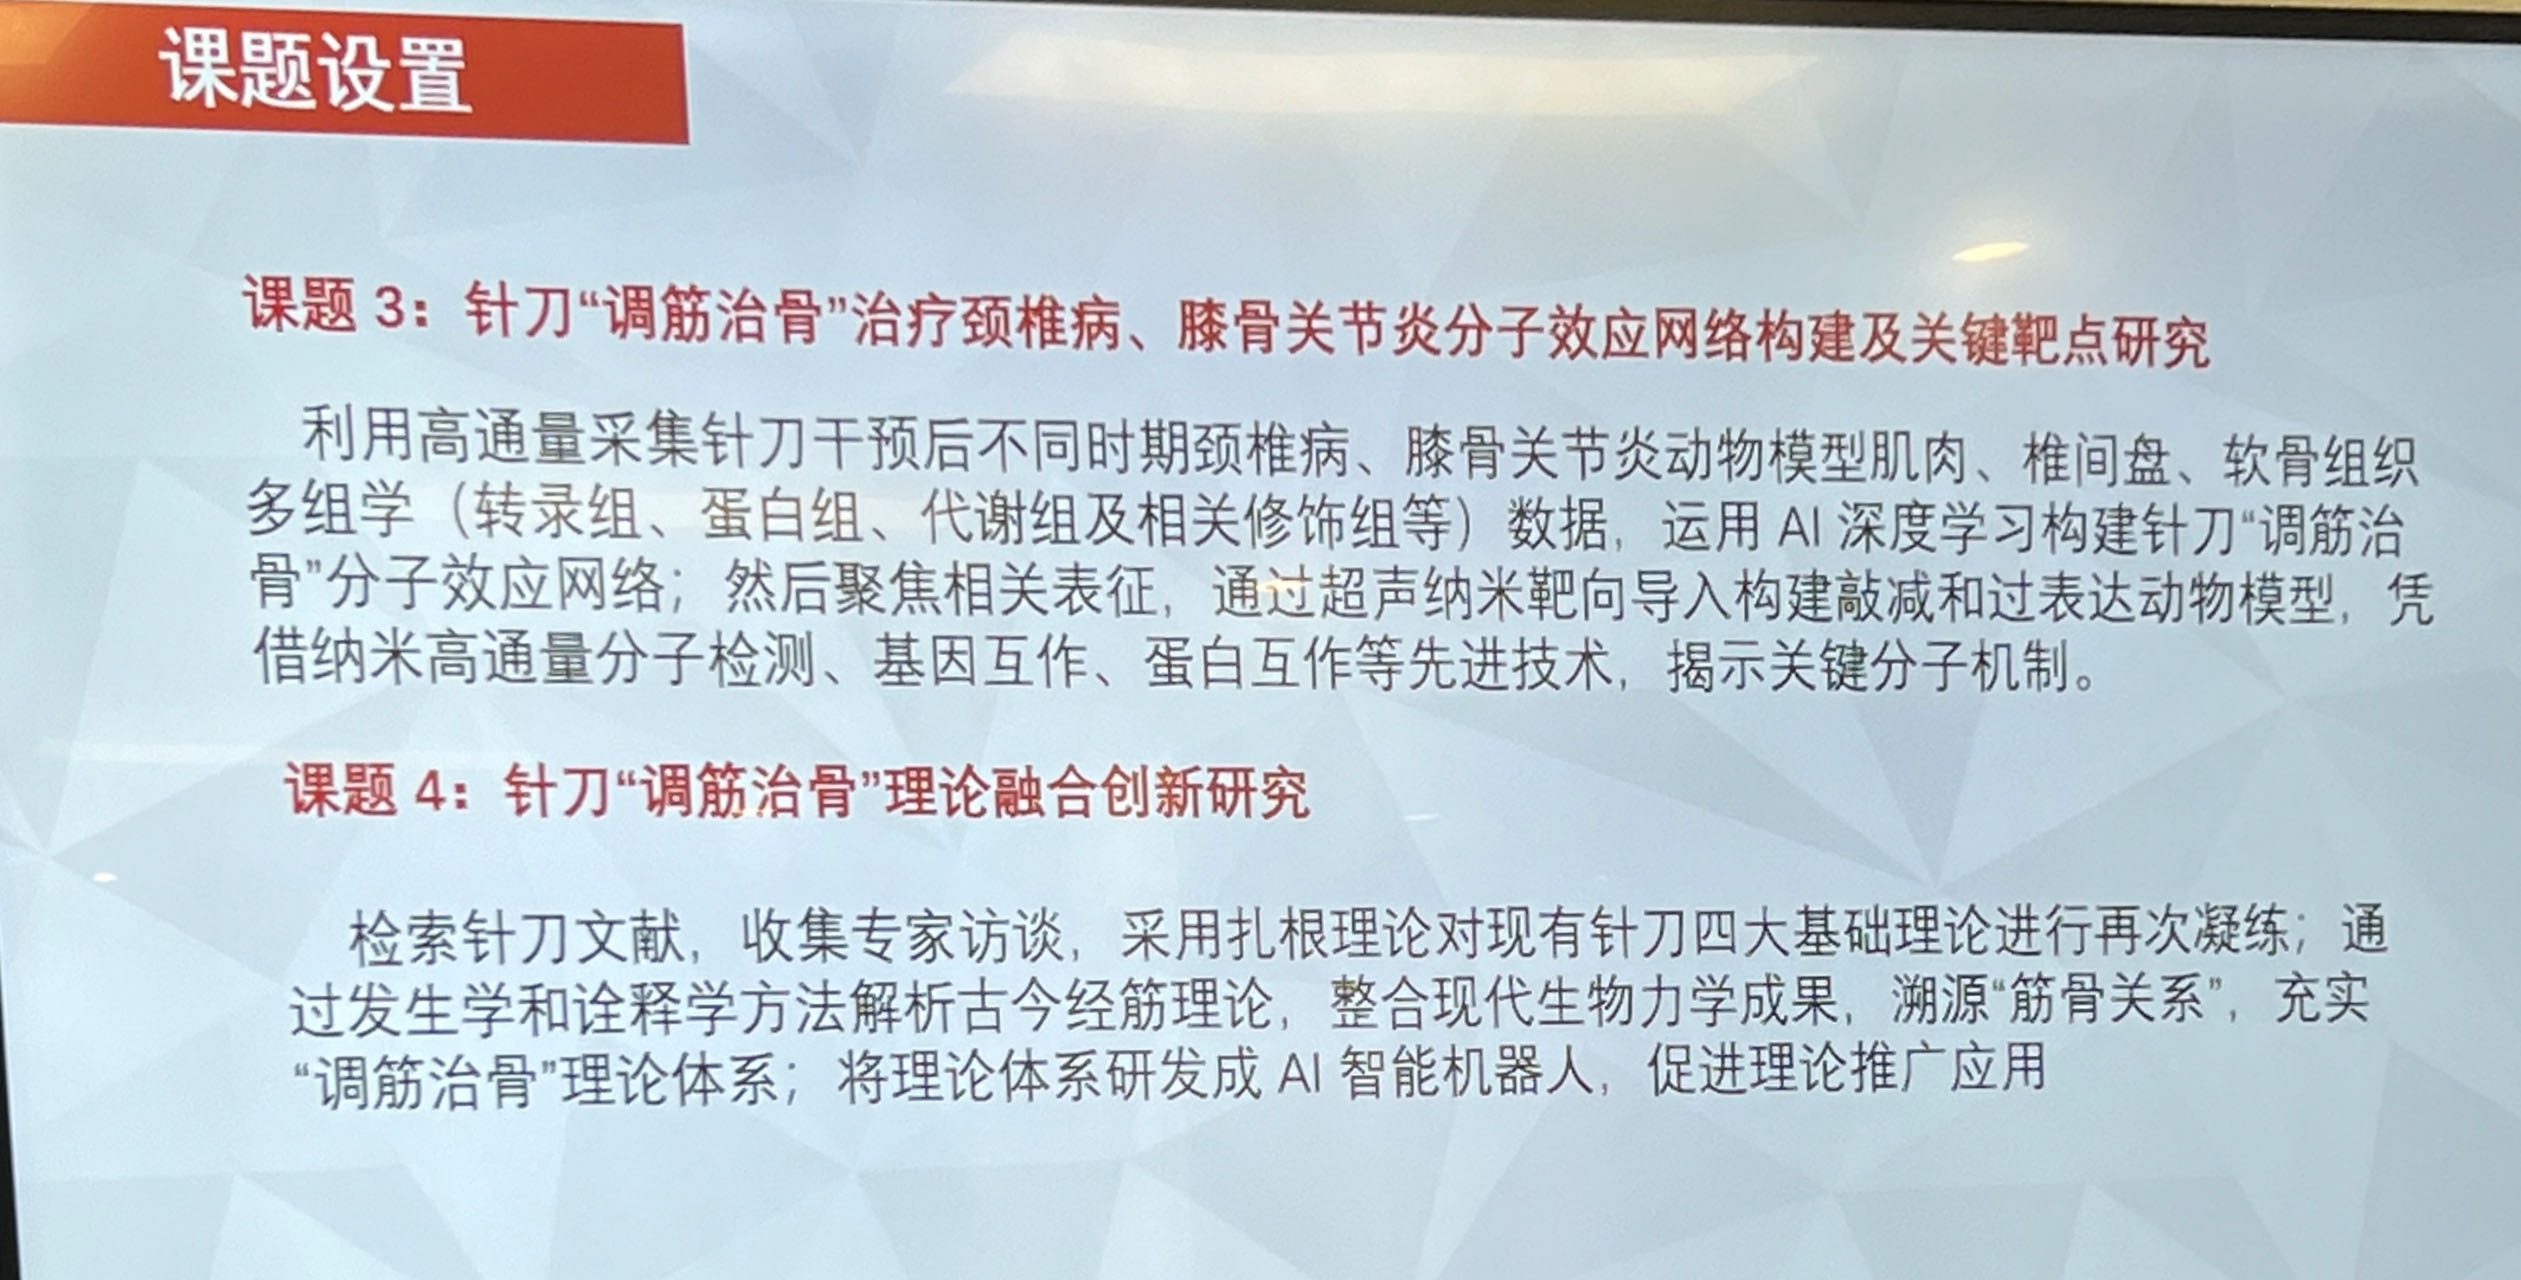 课题设置
课题 3：针刀“调筋治骨”治疗颈椎病、膝骨关节炎分子效应网络构建及关键靶点研究
利用高通量采集针刀干预后不同时期颈椎病、膝骨关节炎动物模型肌肉、椎间盘、软骨组织
多组学（转录组、蛋白组、代谢组及相关修饰组等）数据，运用 AI 深度学习构建针刀“调筋治
骨”分子效应网络；然后聚焦相关表征，通过超声纳米靶向导入构建敲减和过表达动物模型，凭
借纳米高通量分子检测、基因互作、蛋白互作等先进技术，揭示关键分子机制。
课题 4：针刀“调筋治骨”理论融合创新研究
检索针刀文献，收集专家访谈，采用扎根理论对现有针刀四大基础理论进行再次凝练；通
过发生学和诠释学方法解析古今经筋理论，整合现代生物力学成果，溯源“筋骨关系”，充实
“调筋治骨”理论体系；将理论体系研发成 AI 智能机器人，促进理论推广应用